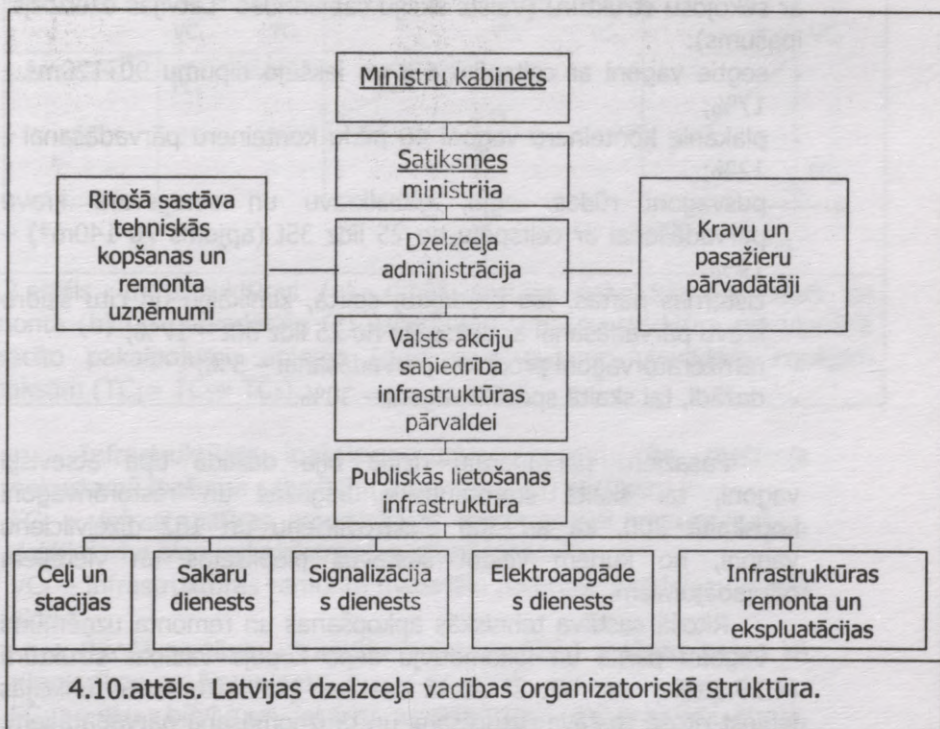 Ministru kabinets
Satiksmes
ministrija
Ritošā sastāva
tehniskās
kopšanas un
remonta
uzņēmumi
Dzelzceļa
administrācija
Kravu un
pasažieru
pārvadātāji
Valsts akciju
sabiedrība
infrastruktūras
pārvaldei
Publiskās lietošanas
infrastruktūra
Ceļi un
stacijas
Sakaru
dienests
Signalizācija
s dienests
Elektroapgāde
s dienests
Infrastruktūras
remonta un
ekspluatācijas
4.10.attēls. Latvijas dzelzceļa vadības organizatoriskā struktūra.